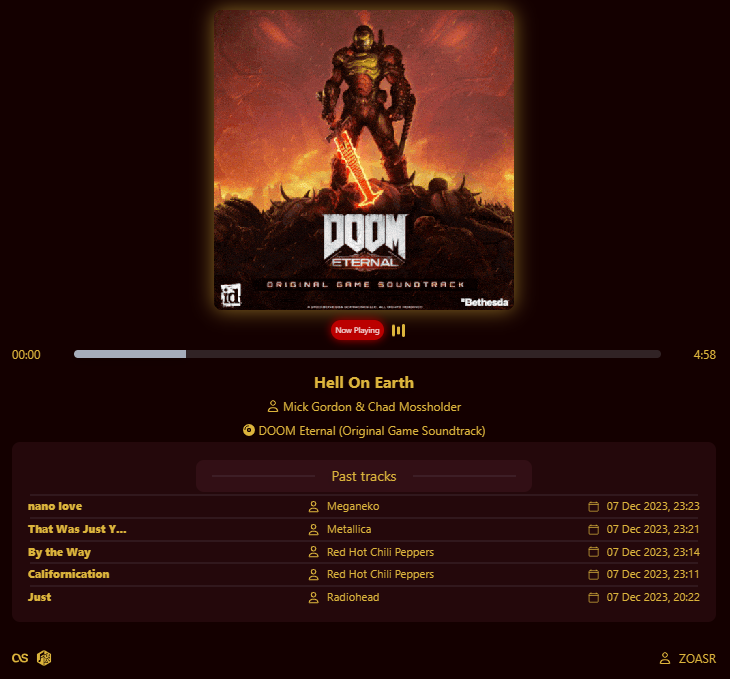 DOOM
ETERNAL
ORIGINAL GAME SOUNDTRACK
id
Bethesda
Now Playing
00:00 4:58
Hell On Earth
Mick Gordon & Chad Mossholder
DOOM Eternal (Original Game Soundtrack)
Past tracks
nano love Meganeko 07 Dec 2023, 23:23
That Was Just Y... Metallica 07 Dec 2023, 23:21
By the Way Red Hot Chili Peppers 07 Dec 2023, 23:14
Californication Red Hot Chili Peppers 07 Dec 2023, 23:11
Just Radiohead 07 Dec 2023, 20:22
ZOASR